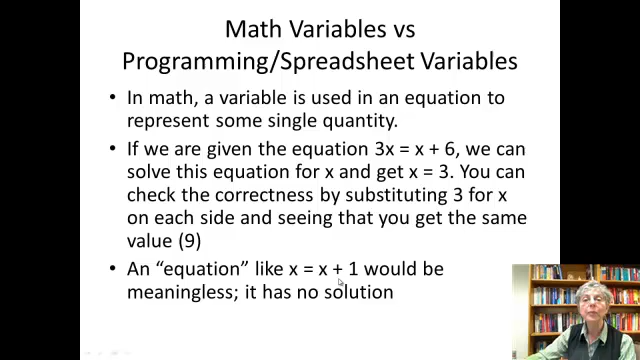 Math Variables vs
Programming/Spreadsheet Variables
• In math, a variable is used in an equation to
represent some single quantity.
• If we are given the equation 3x = x + 6, we can
solve this equation for x and get x = 3. You can
check the correctness by substituting 3 for x
on each side and seeing that you get the same
value (9)
• An “equation” like x = x + 1 would be
meaningless; it has no solution